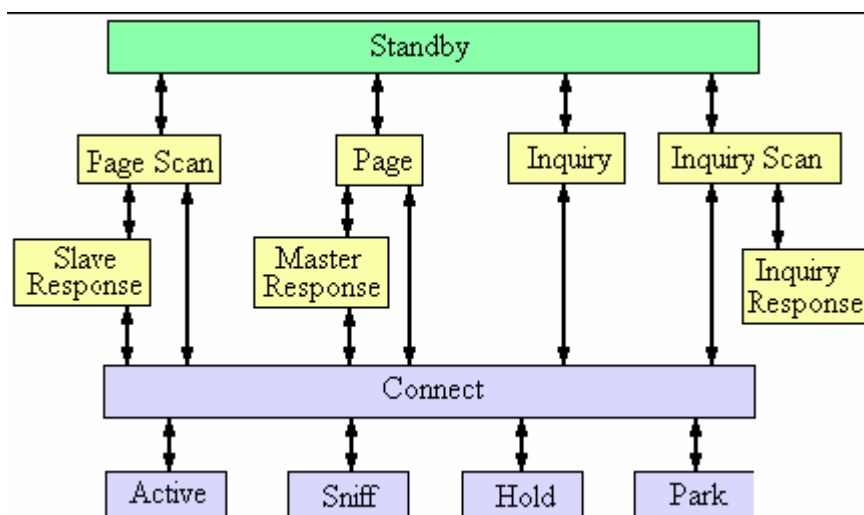 Standby
Page Scan
Page
Inquiry
Inquiry Scan
Slave
Response
Master
Response
Inquiry
Response
Connect
Active
Sniff
Hold
Park